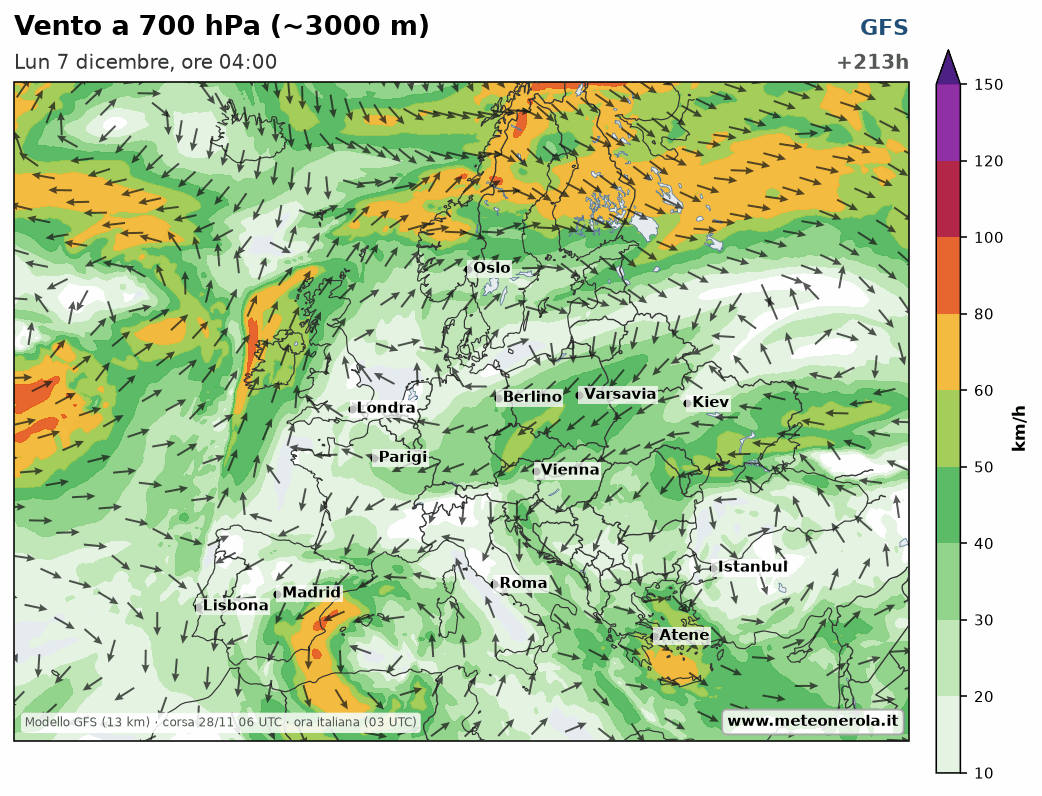 Vento a 700 hPa (~3000 m)
GFS
Lun 7 dicembre, ore 04:00
+213h
150
120
100
80
60
50
40
30
20
10
km/h
Oslo
Berlino
Varsavia
Kiev
Londra
Parigi
Vienna
Istanbul
Roma
Madrid
Lisbona
Atene
Modello GFS (13 km) · corsa 28/11 06 UTC · ora italiana (03 UTC)
www.meteonerola.it